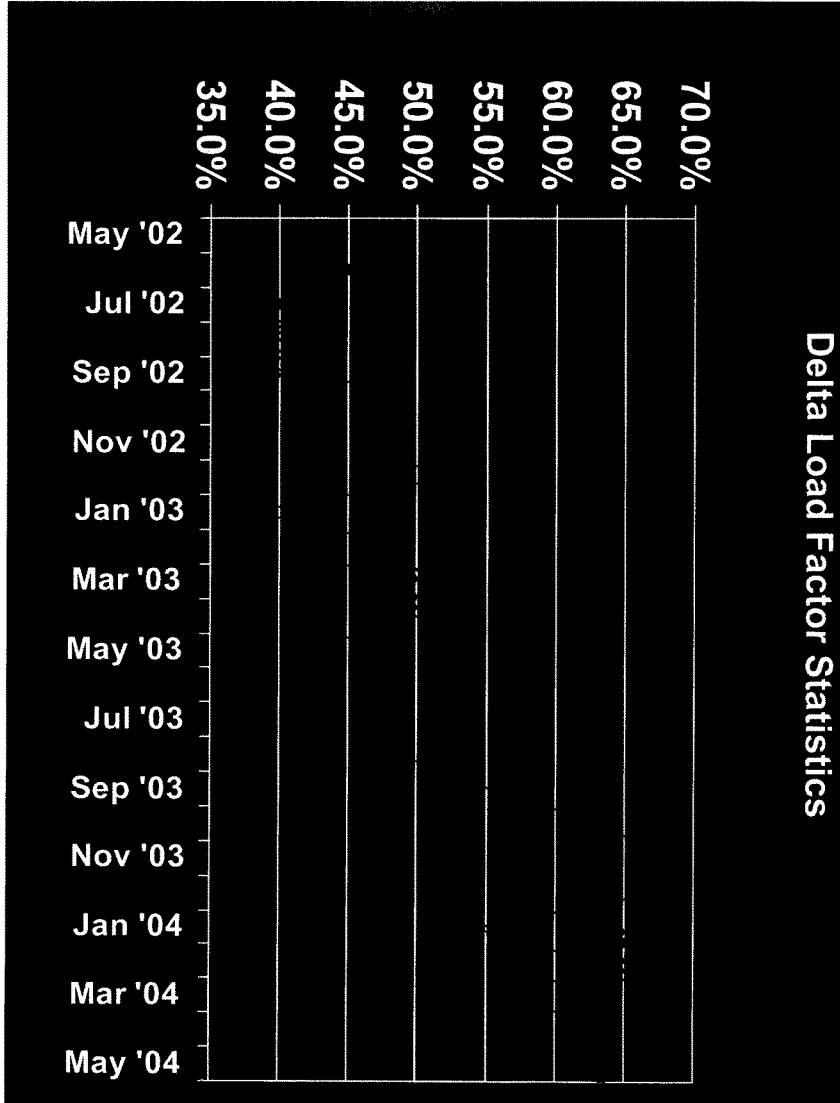 Delta Load Factor Statistics
70.0%
65.0%
60.0%
55.0%
50.0%
45.0%
40.0%
35.0%
May '02
Jul '02
Sep '02
Nov '02
Jan '03
Mar '03
May '03
Jul '03
Sep '03
Nov '03
Jan '04
Mar '04
May '04